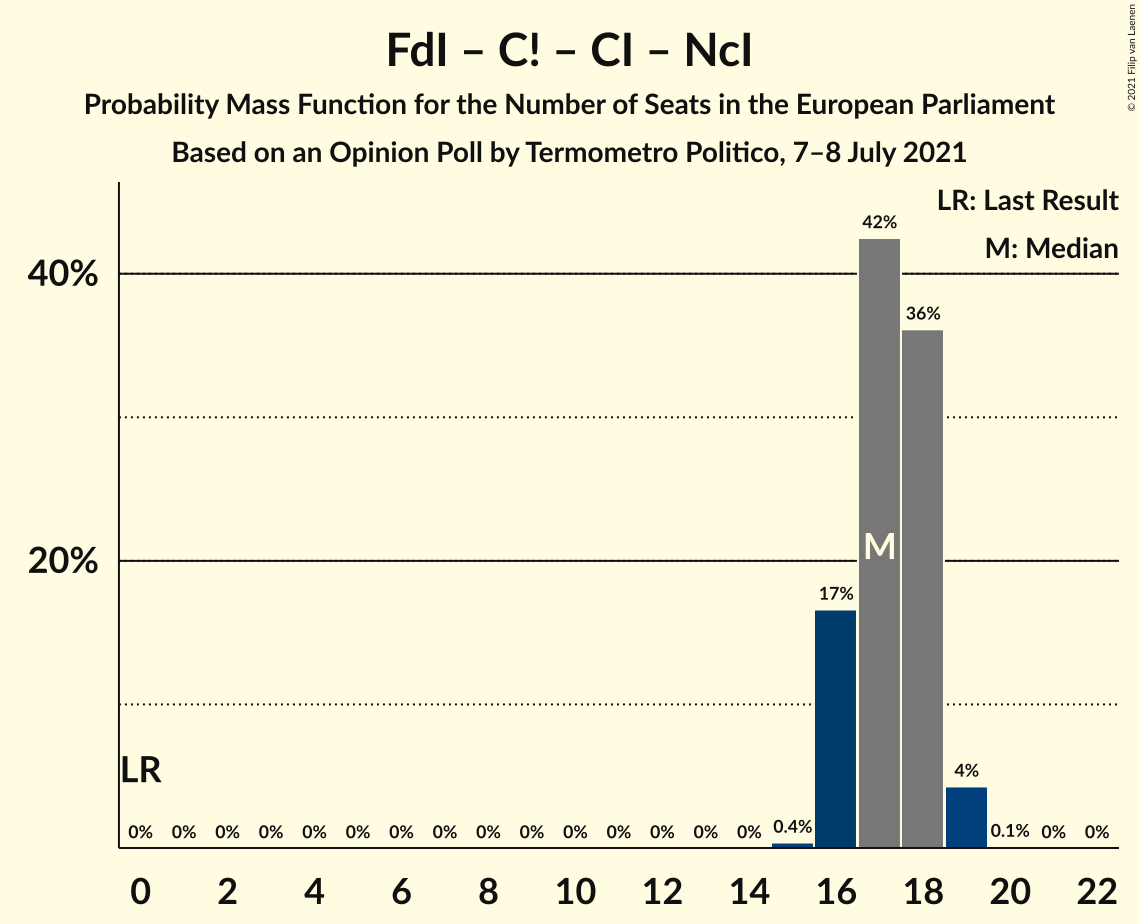 FdI – C! – CI – NcI
Probability Mass Function for the Number of Seats in the European Parliament
Based on an Opinion Poll by Termometro Politico, 7–8 July 2021
© 2021 Filip van Laenen
LR: Last Result
M: Median
40%
20%
42%
36%
M
17%
LR
4%
0% 0% 0% 0% 0% 0% 0% 0% 0% 0% 0% 0% 0% 0% 0% 0.4% 0.1% 0% 0%
0 2 4 6 8 10 12 14 16 18 20 22